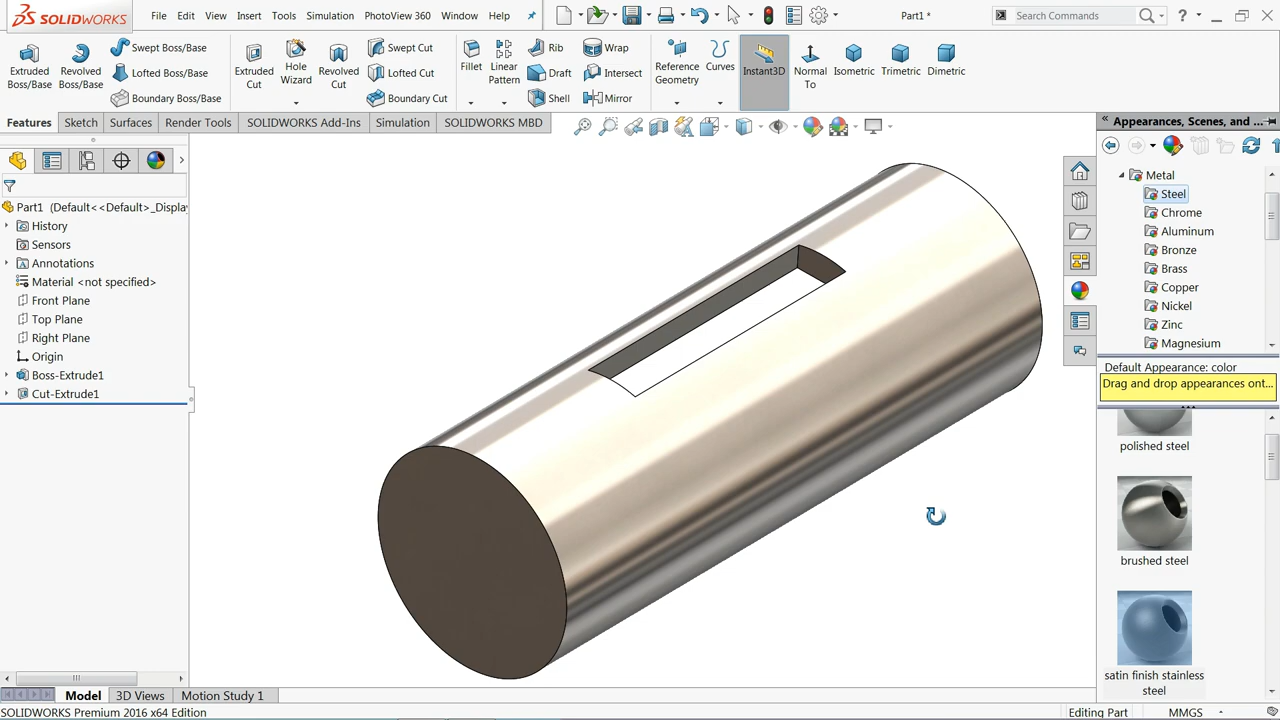 SOLIDWORKS
File Edit View Insert Tools Simulation PhotoView 360 Window Help
Part1 *
Search Commands
?
Extruded Boss/Base
Revolved Boss/Base
Swept Boss/Base
Lofted Boss/Base
Boundary Boss/Base
Extruded Cut
Hole Wizard
Revolved Cut
Swept Cut
Lofted Cut
Boundary Cut
Fillet
Linear Pattern
Rib
Draft
Shell
Wrap
Intersect
Mirror
Reference Geometry
Curves
Instant3D
Normal To
Isometric
Trimetric
Dimetric
Features Sketch Surfaces Render Tools SOLIDWORKS Add-Ins Simulation SOLIDWORKS MBD
Part1 (Default<<Default>_Displa
History
Sensors
Annotations
Material <not specified>
Front Plane
Top Plane
Right Plane
Origin
Boss-Extrude1
Cut-Extrude1
Appearances, Scenes, and ...
Metal
Steel
Chrome
Aluminum
Bronze
Brass
Copper
Nickel
Zinc
Magnesium
Default Appearance: color
Drag and drop appearances ont...
polished steel
brushed steel
satin finish stainless
steel
Model 3D Views Motion Study 1
SOLIDWORKS Premium 2016 x64 Edition
Editing Part
MMGS